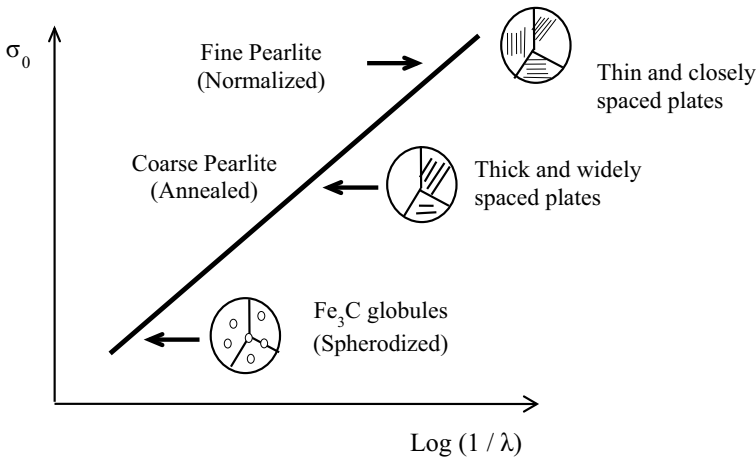 σ0
Fine Pearlite
(Normalized)
Thin and closely
spaced plates
Coarse Pearlite
(Annealed)
Thick and widely
spaced plates
Fe3C globules
(Spherodized)
Log (1 / λ)